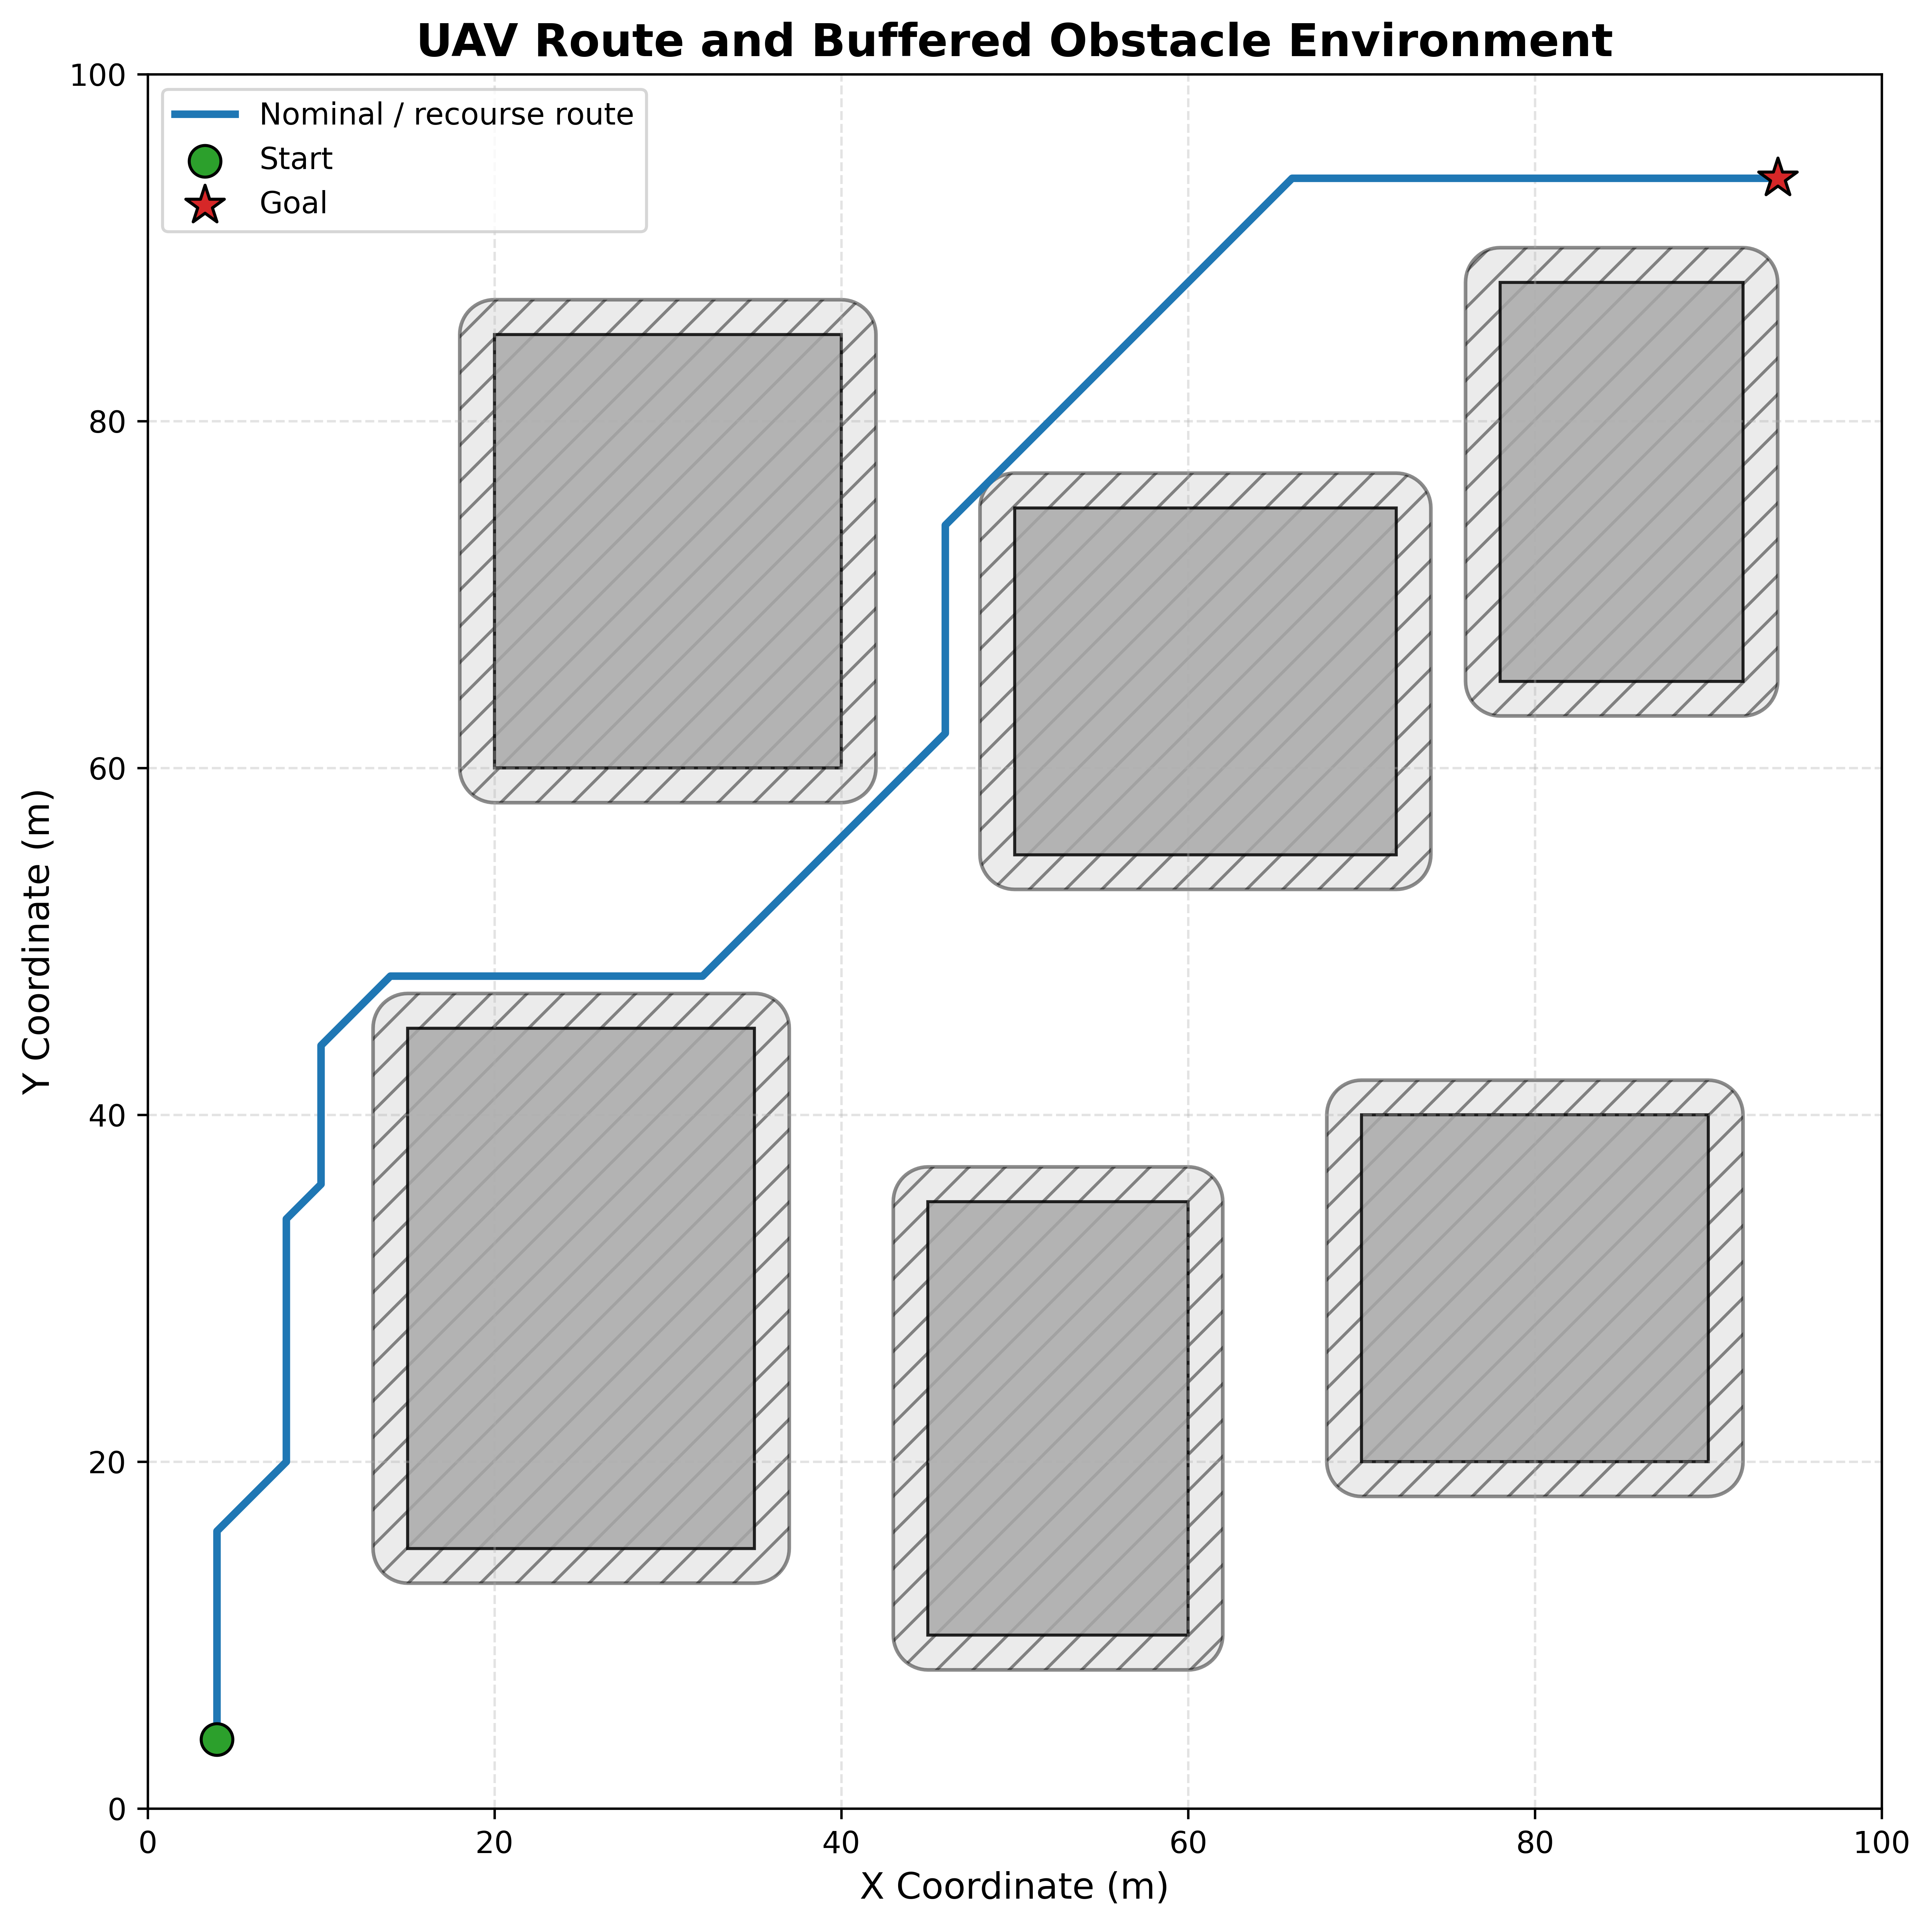 UAV Route and Buffered Obstacle Environment
Nominal / recourse route
Start
Goal
Y Coordinate (m)
100
80
60
40
20
0
0 20 40 60 80 100
X Coordinate (m)